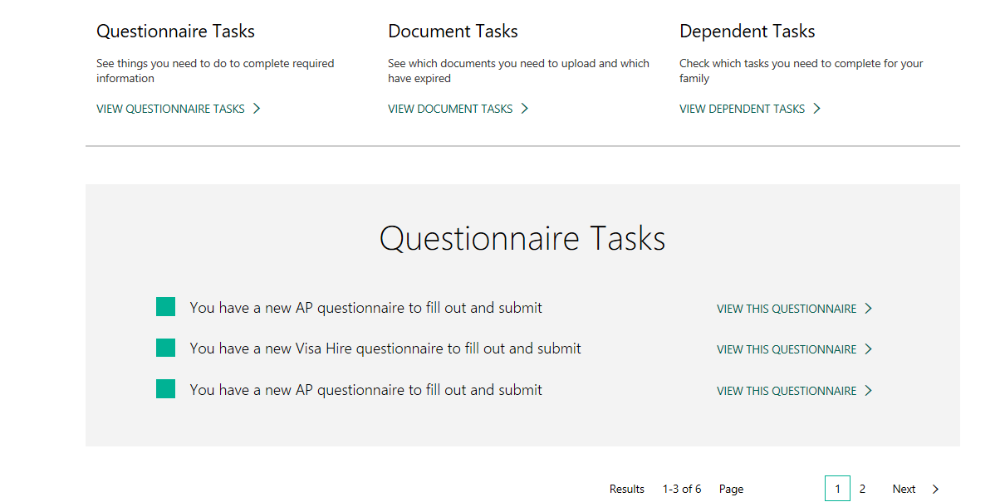 Questionnaire Tasks
See things you need to do to complete required
information
VIEW QUESTIONNAIRE TASKS
Document Tasks
See which documents you need to upload and which
have expired
VIEW DOCUMENT TASKS
Dependent Tasks
Check which tasks you need to complete for your
family
VIEW DEPENDENT TASKS
Questionnaire Tasks
You have a new AP questionnaire to fill out and submit VIEW THIS QUESTIONNAIRE
You have a new Visa Hire questionnaire to fill out and submit VIEW THIS QUESTIONNAIRE
You have a new AP questionnaire to fill out and submit VIEW THIS QUESTIONNAIRE
Results 1-3 of 6 Page 1 2 Next